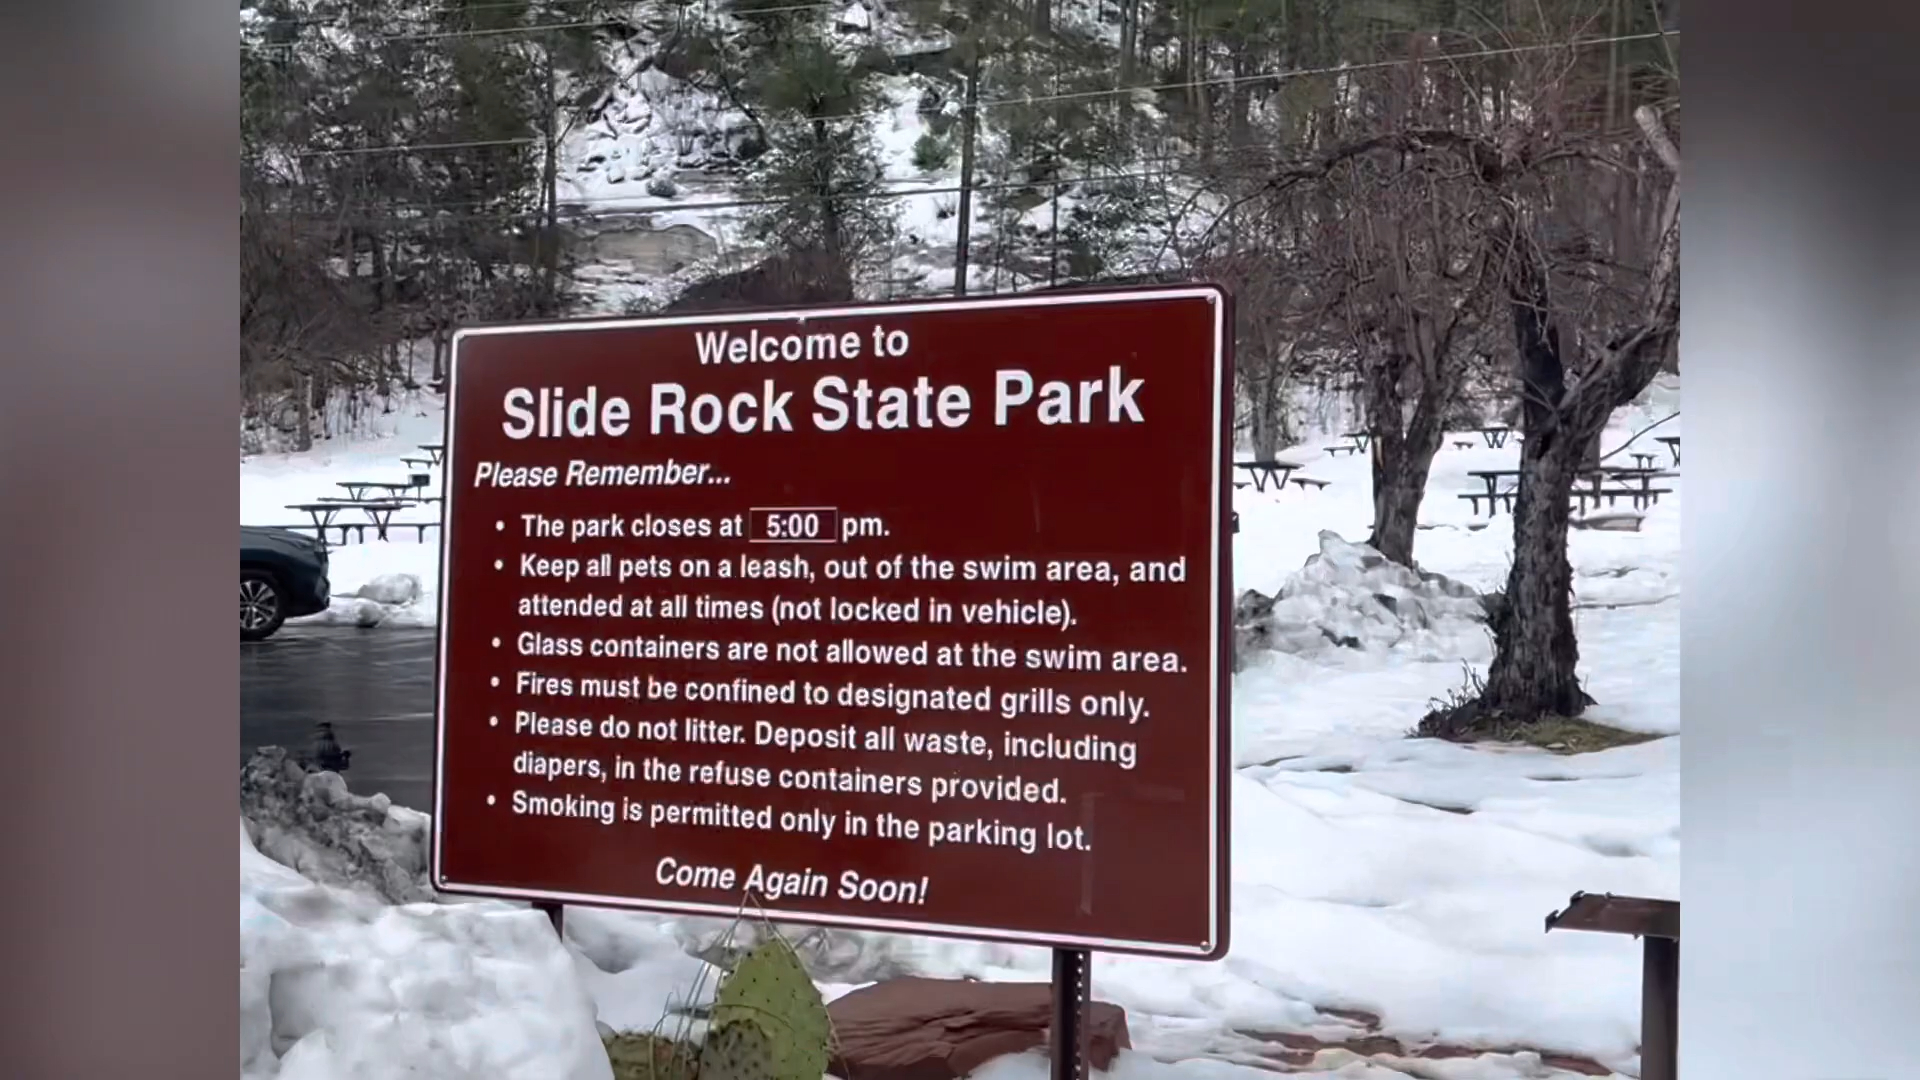 Welcome to
Slide Rock State Park
Please Remember...
• The park closes at 5:00 pm.
• Keep all pets on a leash, out of the swim area, and
attended at all times (not locked in vehicle).
• Glass containers are not allowed at the swim area.
• Fires must be confined to designated grills only.
• Please do not litter. Deposit all waste, including
diapers, in the refuse containers provided.
• Smoking is permitted only in the parking lot.
Come Again Soon!